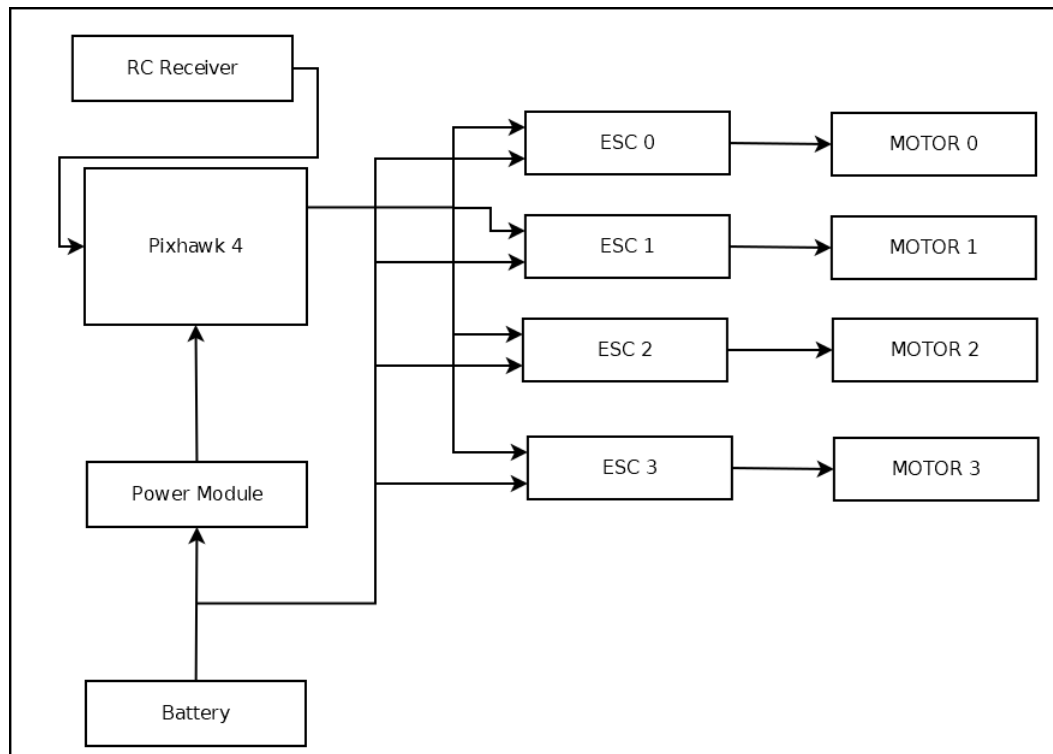 RC Receiver
Pixhawk 4
Power Module
Battery
ESC 0
MOTOR 0
ESC 1
MOTOR 1
ESC 2
MOTOR 2
ESC 3
MOTOR 3